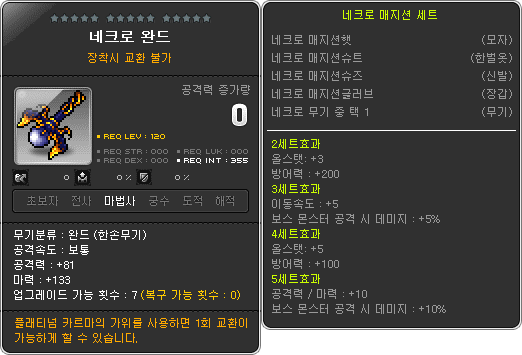 네크로 완드
장착시 교환 불가
공격력 증가량
0
REQ LEV : 120
REQ STR : 000
REQ LUK : 000
REQ DEX : 000
REQ INT : 355
0
0 %
0 %
초보자 전사 마법사 궁수 도적 해적
무기분류 : 완드 (한손무기)
공격속도 : 보통
공격력 : +81
마력 : +133
업그레이드 가능 횟수 : 7 (복구 가능 횟수 : 0)
플래티넘 카르마의 가위를 사용하면 1회 교환이
가능하게 할 수 있습니다.
네크로 매지션 세트
네크로 매지션햇 (모자)
네크로 매지션슈트 (한벌옷)
네크로 매지션슈즈 (신발)
네크로 매지션글러브 (장갑)
네크로 무기 중 택 1 (무기)
2세트효과
올스탯: +3
방어력 : +200
3세트효과
이동속도 : +5
보스 몬스터 공격 시 데미지 : +5%
4세트효과
올스탯: +5
방어력 : +100
5세트효과
공격력 / 마력 : +10
보스 몬스터 공격 시 데미지 : +10%